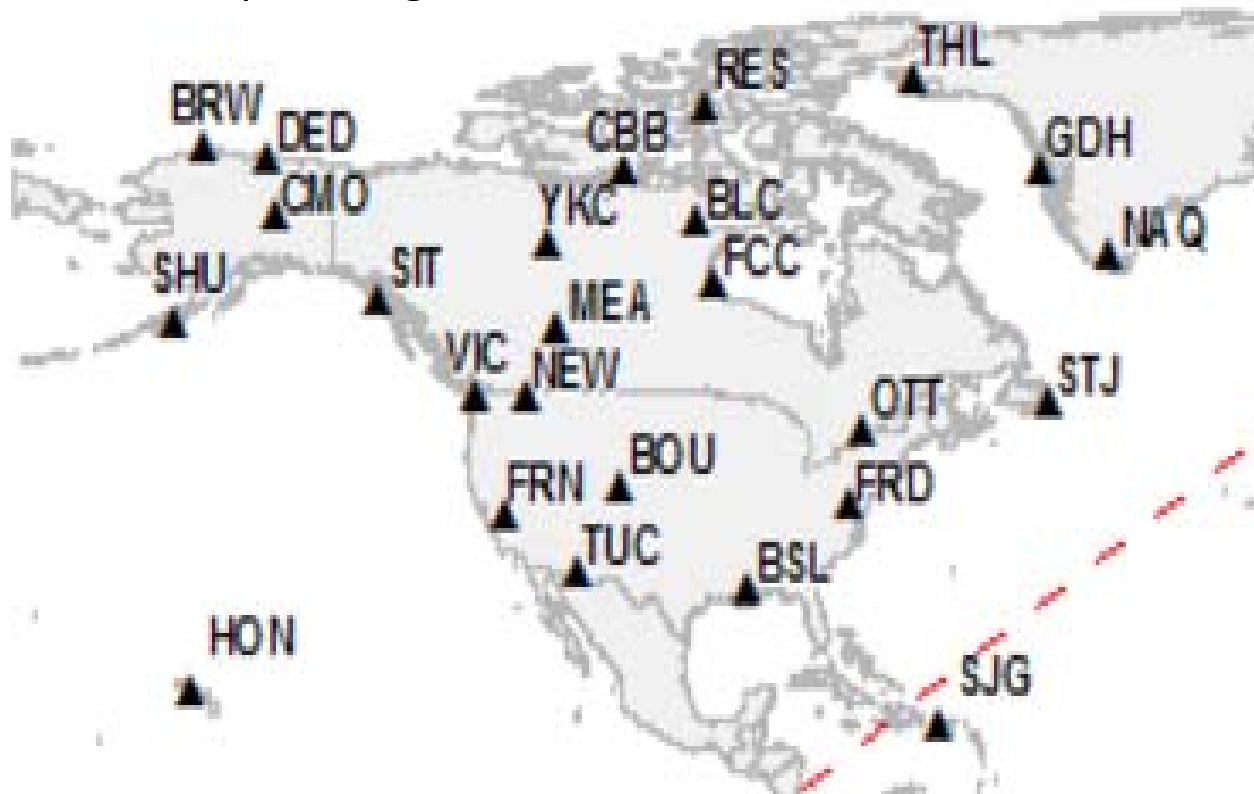 THL
RES
BRW
DED
CBB
GDH
CMO
YKC
BLC
NAQ
FCC
SHU
SIT
MEA
VIC
NEW
STJ
OTT
BOU
FRN
FRD
TUC
BSL
HON
SJG